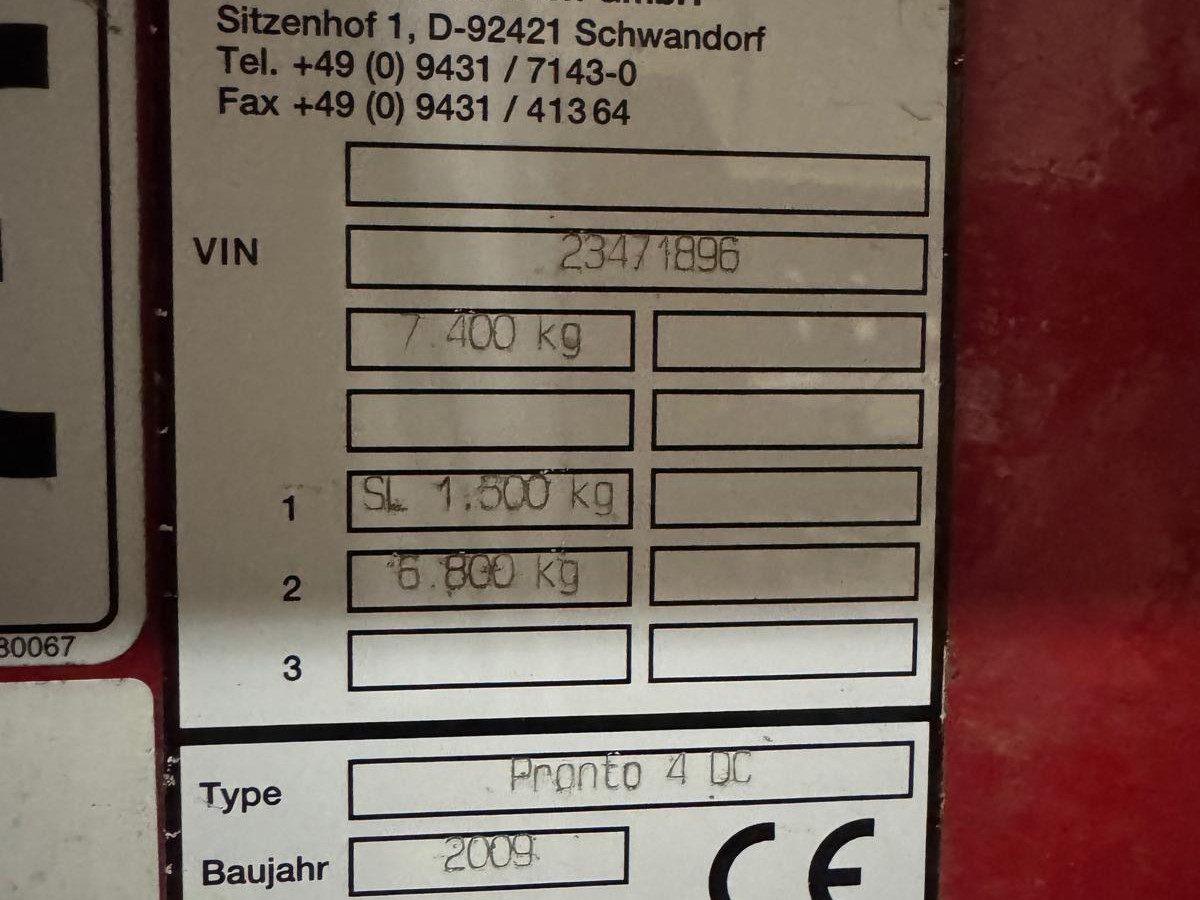 GmbH
Sitzenhof 1, D-92421 Schwandorf
Tel. +49 (0) 9431 / 7143-0
Fax +49 (0) 9431 / 413 64
VIN 23471896
7.400 kg
1 SL 1.500 kg
2 6.800 kg
3
30067
Type Pronto 4 DC
Baujahr 2009
CE